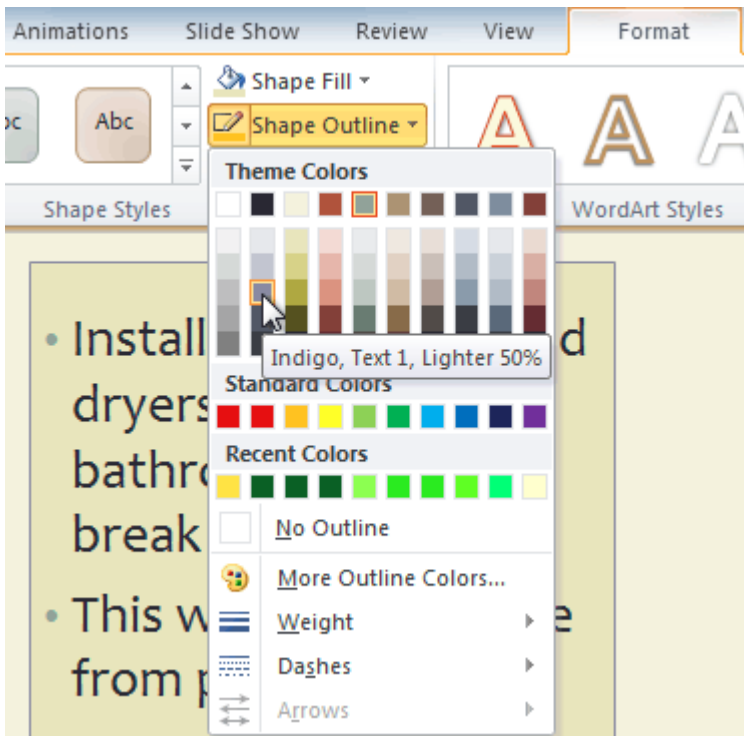 Animations Slide Show Review View Format
Shape Fill
Abc Shape Outline A A A
Theme Colors
Shape Styles WordArt Styles
Indigo, Text 1, Lighter 50%
Standard Colors
Recent Colors
No Outline
More Outline Colors...
Weight
Dashes
Arrows
• Install d
dryers
bathro
break
• This w e
from p